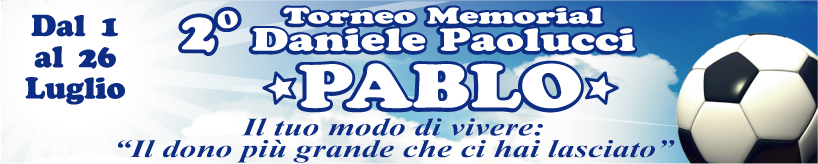 Dal 1
al 26
Luglio
2° Torneo Memorial
Daniele Paolucci
PABLO
Il tuo modo di vivere:
“Il dono più grande che ci hai lasciato”